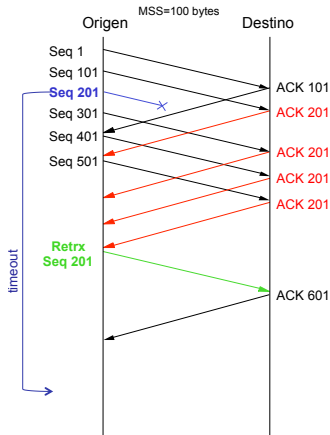 MSS=100 bytes
Origen
Destino
Seq 1
Seq 101
Seq 201
Seq 301
Seq 401
Seq 501
ACK 101
ACK 201
ACK 201
ACK 201
ACK 201
Retrx
Seq 201
ACK 601
timeout